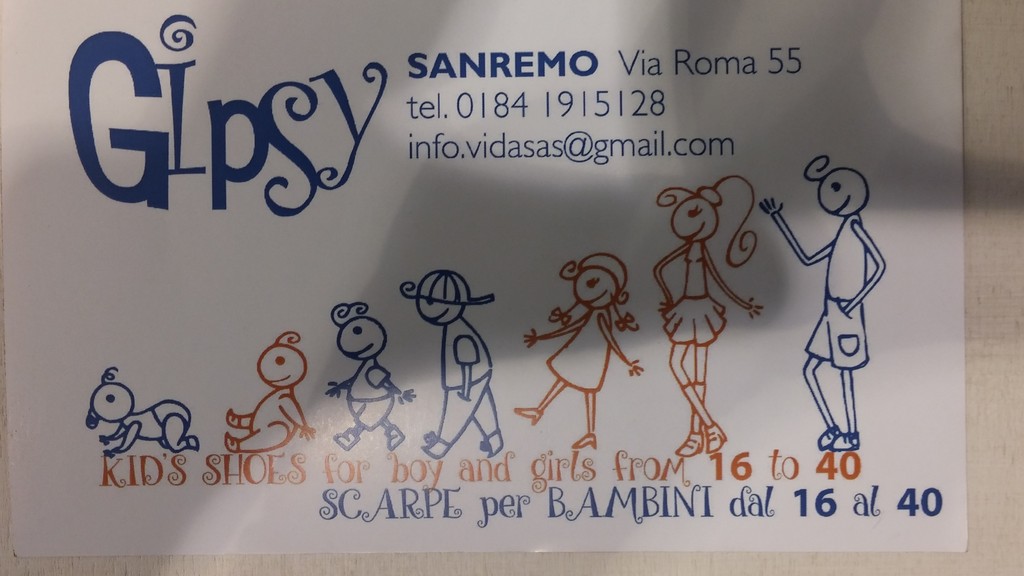 Gipsy
SANREMO Via Roma 55
tel. 0184 1915128
info.vidasas@gmail.com
KID'S SHOES for boy and girls from 16 to 40
SCARPE per BAMBINI dal 16 al 40